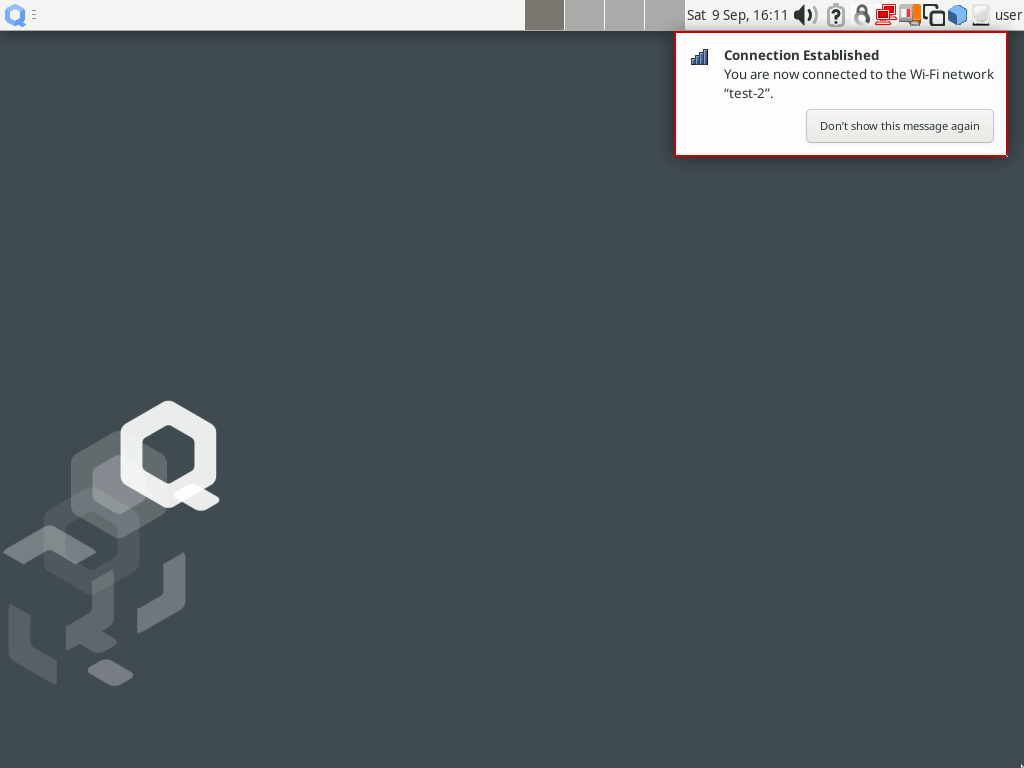 Sat 9 Sep, 16:11
user
Connection Established
You are now connected to the Wi-Fi network
“test-2”.
Don't show this message again